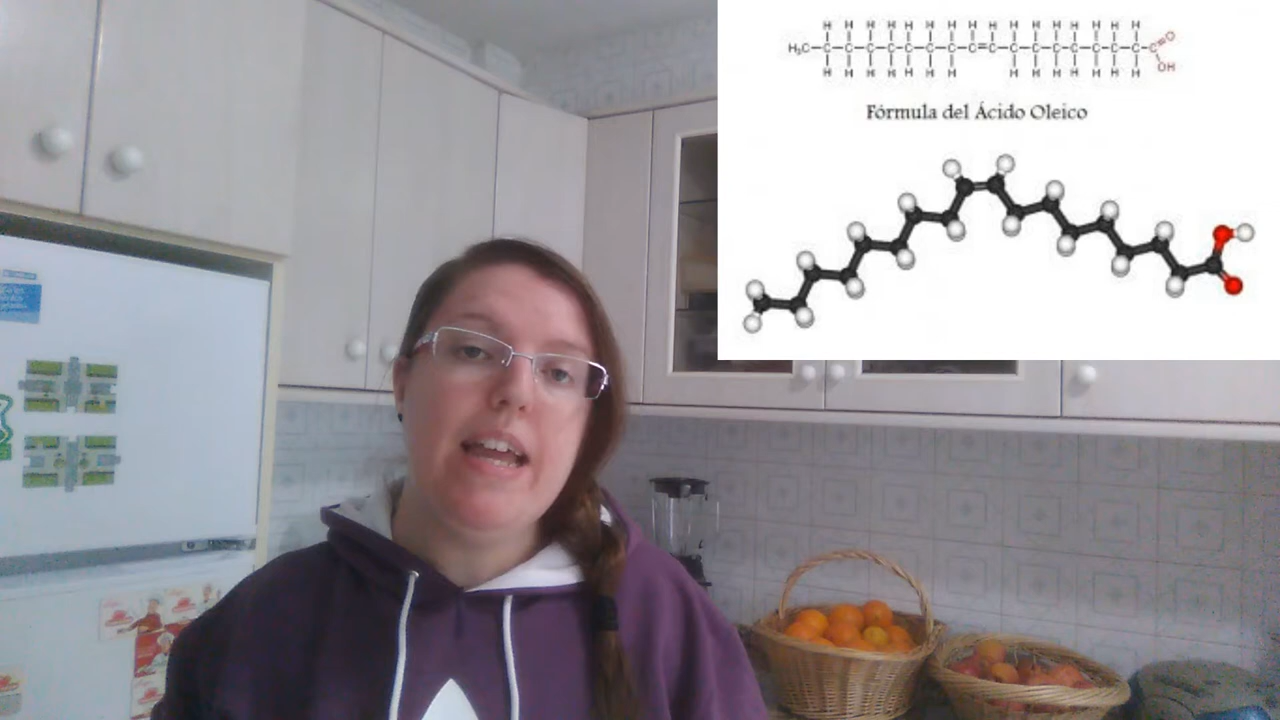 H H H H H H H H H H H H H H H H
H₃C-C-C-C-C-C-C-C-C=C-C-C-C-C-C-C-C-C=O
H H H H H H H H H H H H H H OH
Fórmula del Ácido Oleico